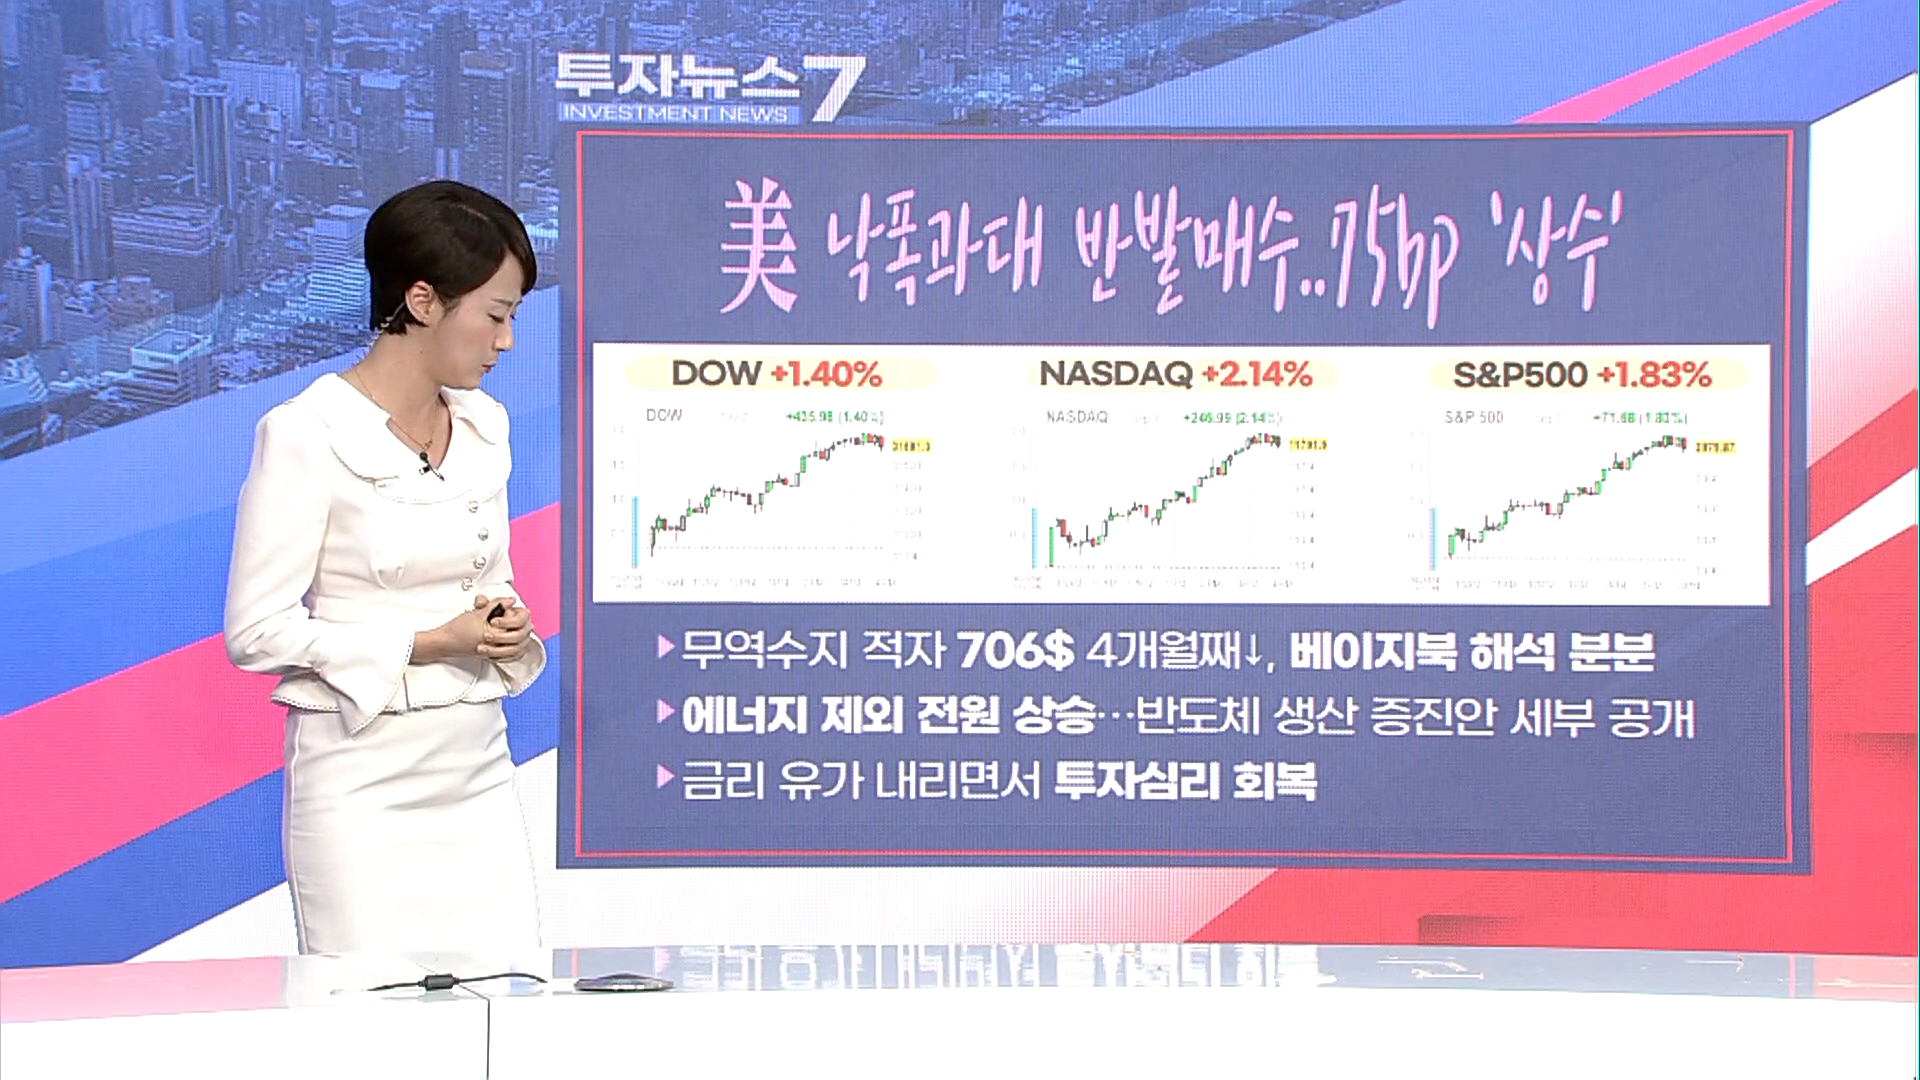 투자뉴스7
INVESTMENT NEWS
美 낙폭과대 반발매수..75bp '상수'
DOW +1.40%
NASDAQ +2.14%
S&P500 +1.83%
DOW +435.98 (1.40%)
NASDAQ +246.99 (2.14%)
S&P 500 +71.68 (1.83%)
▶무역수지 적자 706$ 4개월째↓, 베이지북 해석 분분
▶에너지 제외 전원 상승…반도체 생산 증진안 세부 공개
▶금리 유가 내리면서 투자심리 회복